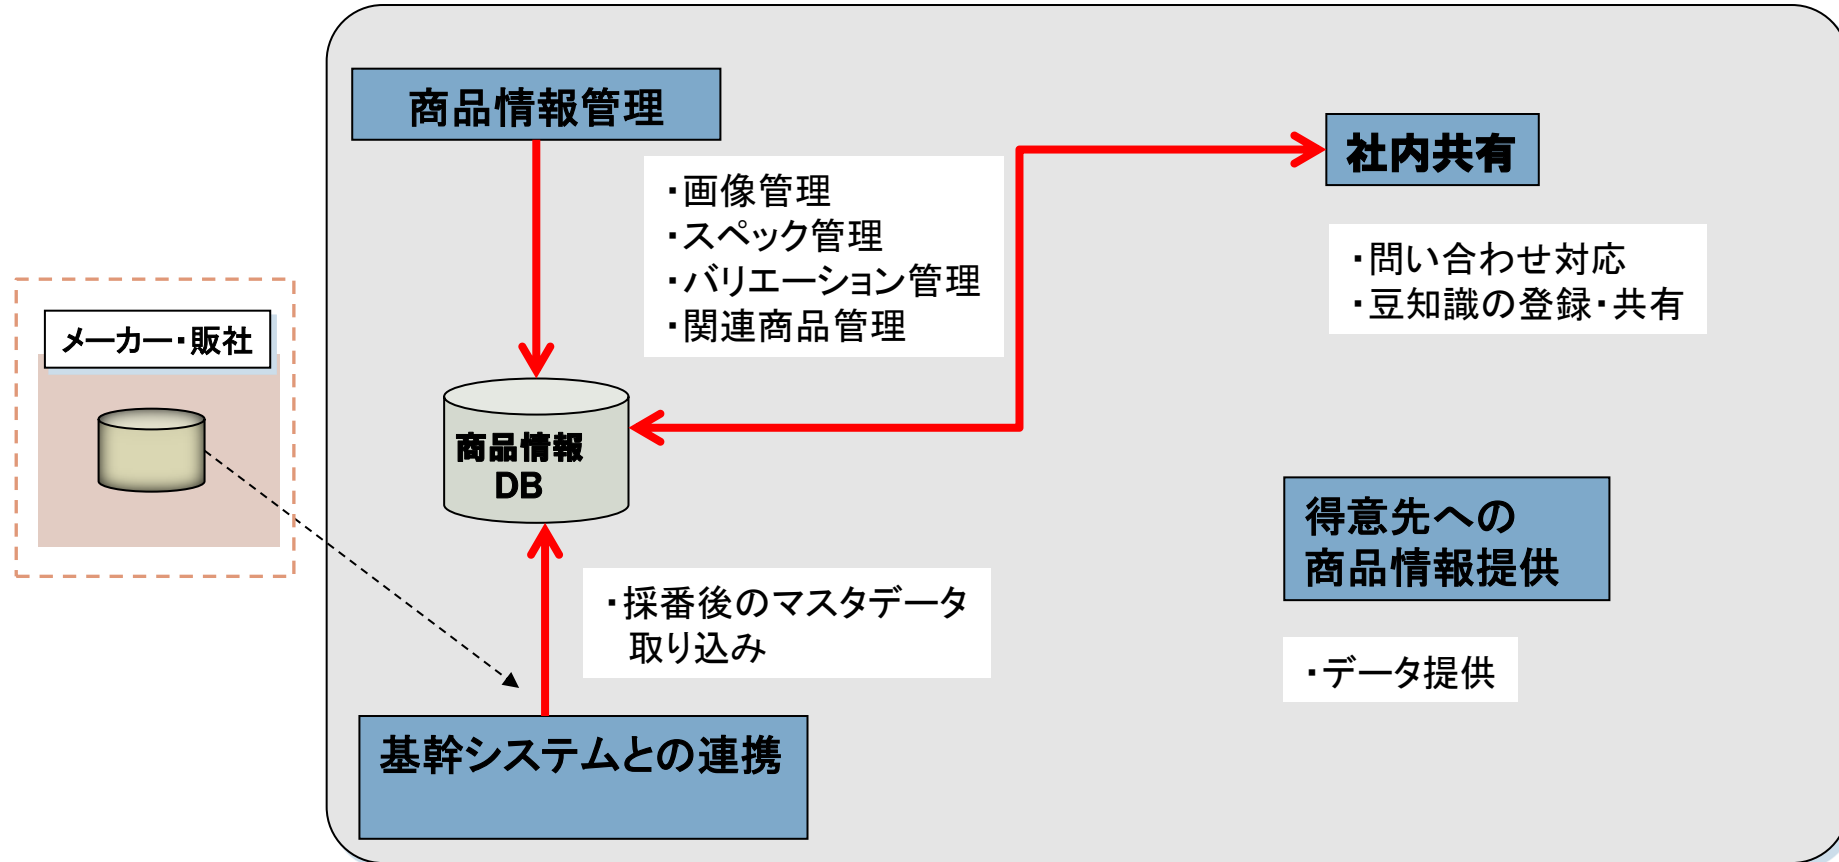 商品情報管理
・画像管理
・スペック管理
・バリエーション管理
・関連商品管理
社内共有
・問い合わせ対応
・豆知識の登録・共有
メーカー・販社
商品情報
DB
得意先への
商品情報提供
・データ提供
・採番後のマスタデータ
取り込み
基幹システムとの連携